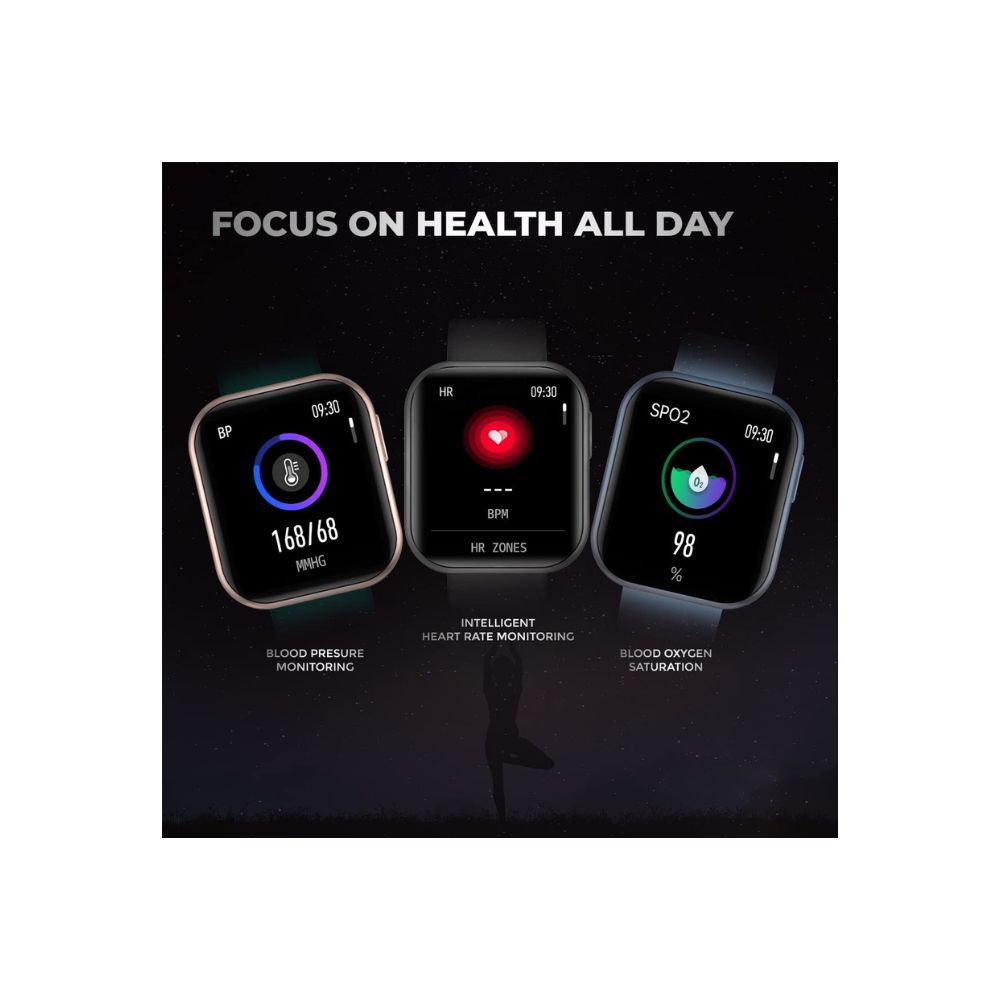 FOCUS ON HEALTH ALL DAY
BP
09:30
168/68
MMHG
HR
09:30
---
BPM
HR ZONES
SPO2
09:30
O2
98
%
BLOOD PRESURE
MONITORING
INTELLIGENT
HEART RATE MONITORING
BLOOD OXYGEN
SATURATION